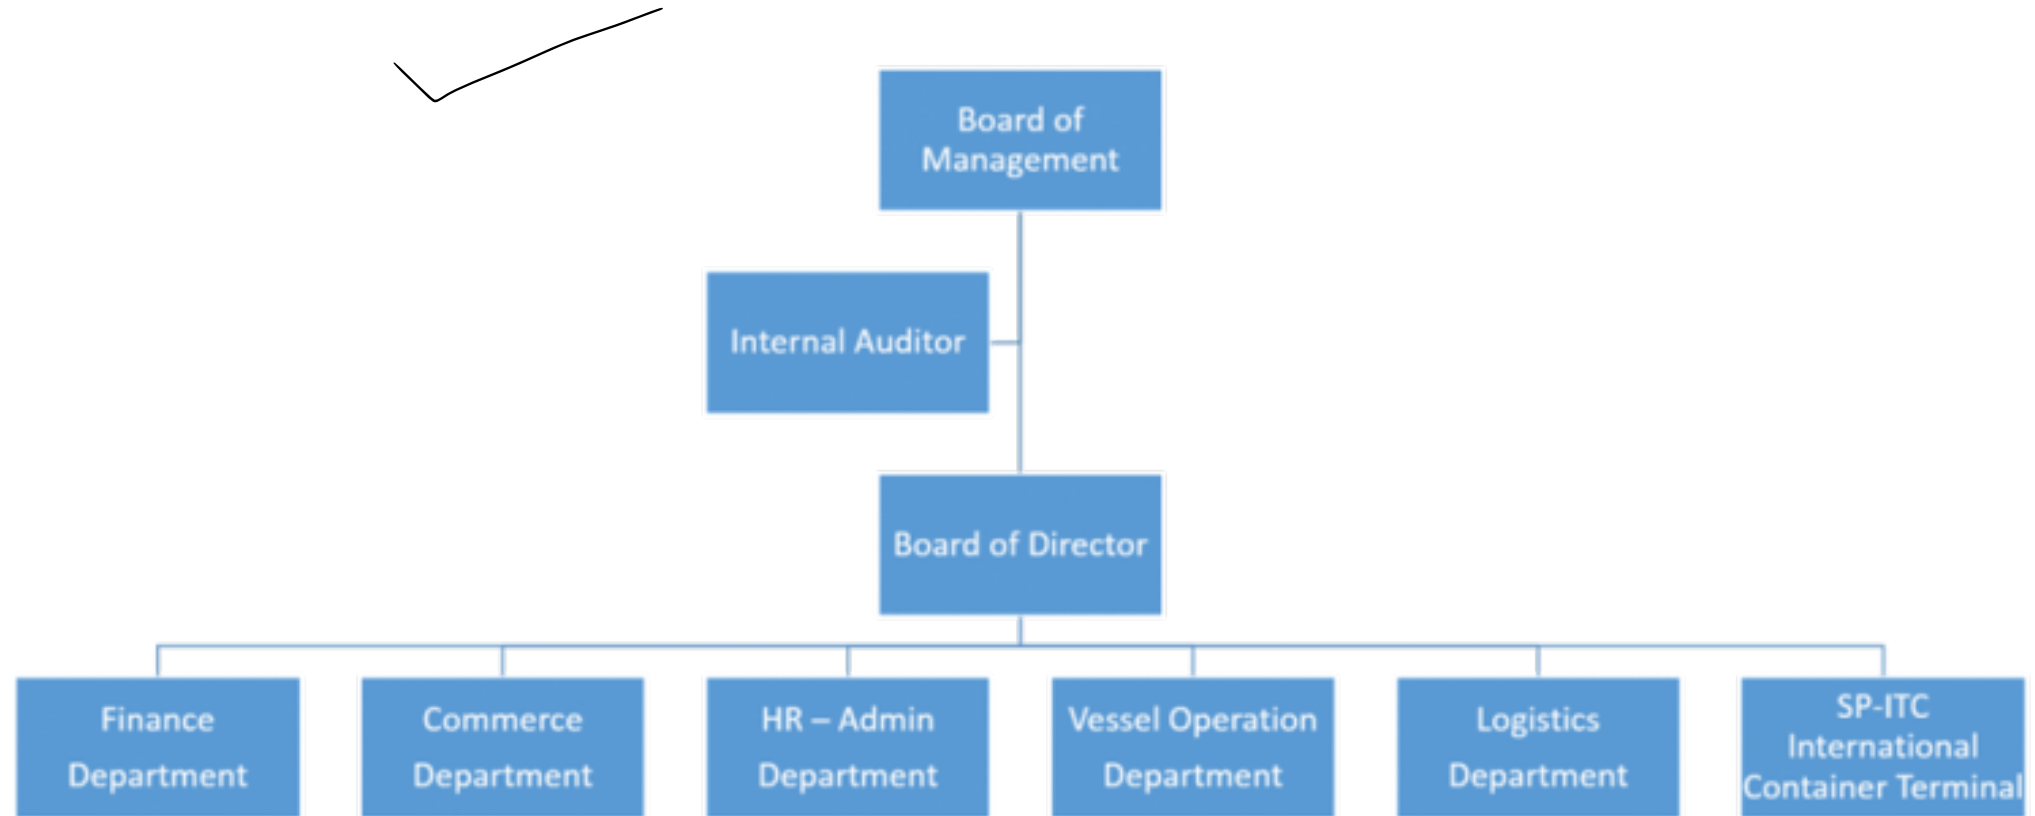 Board of
Management
Internal Auditor
Board of Director
Finance
Department
Commerce
Department
HR – Admin
Department
Vessel Operation
Department
Logistics
Department
SP-ITC
International
Container Terminal